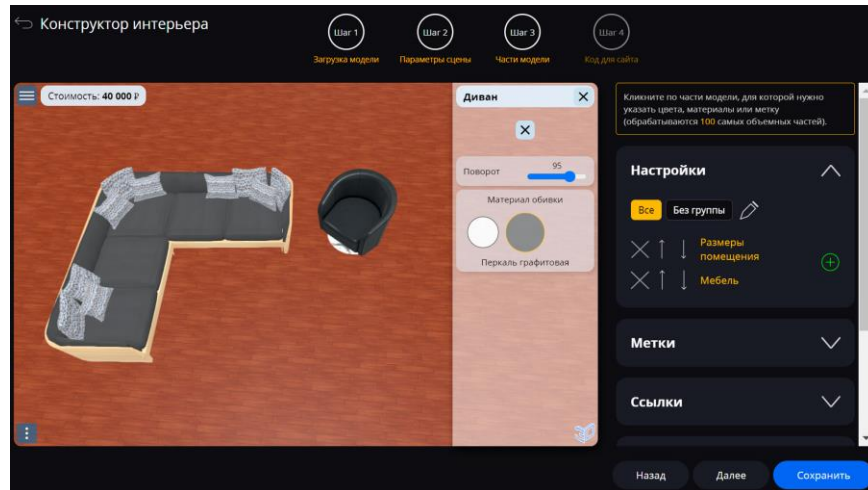 Конструктор интерьера
Шаг 1
Шаг 2
Шаг 3
Шаг 4
Загрузка модели
Параметры сцены
Части модели
Код для сайта
Стоимость: 40 000 ₽
Диван
Поворот
95
Материал обивки
Перкаль графитовая
3D
Кликните по части модели, для которой нужно
указать цвета, материалы или метку
(обрабатываются 100 самых объемных частей).
Настройки
Все
Без группы
Размеры
помещения
Мебель
Метки
Ссылки
Назад
Далее
Сохранить